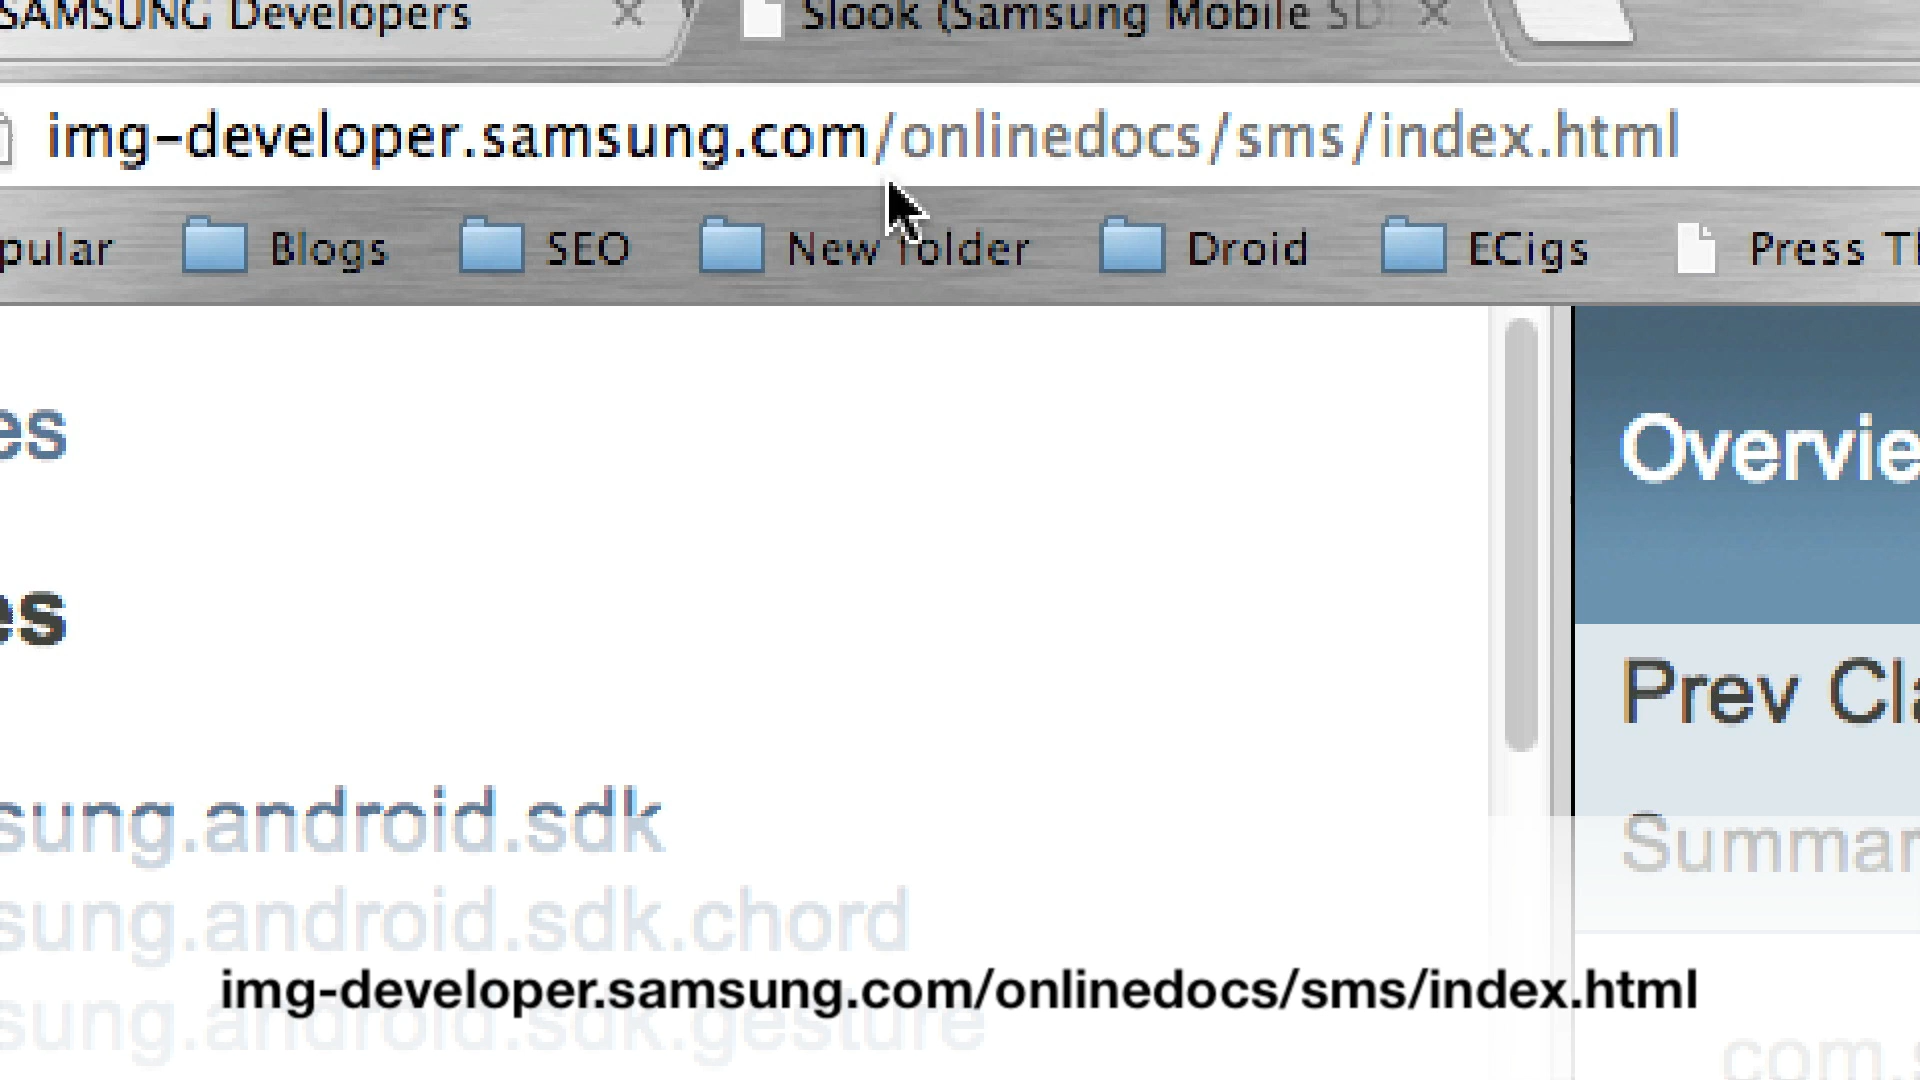 SAMSUNG Developers
Slook (Samsung Mobile SD
img-developer.samsung.com/onlinedocs/sms/index.html
pular Blogs SEO New folder Droid ECigs Press Th
es
Overvie
es
Prev Cla
sung.android.sdk
Summar
sung.android.sdk.chord
img-developer.samsung.com/onlinedocs/sms/index.html
sung.android.sdk.gesture
com.s